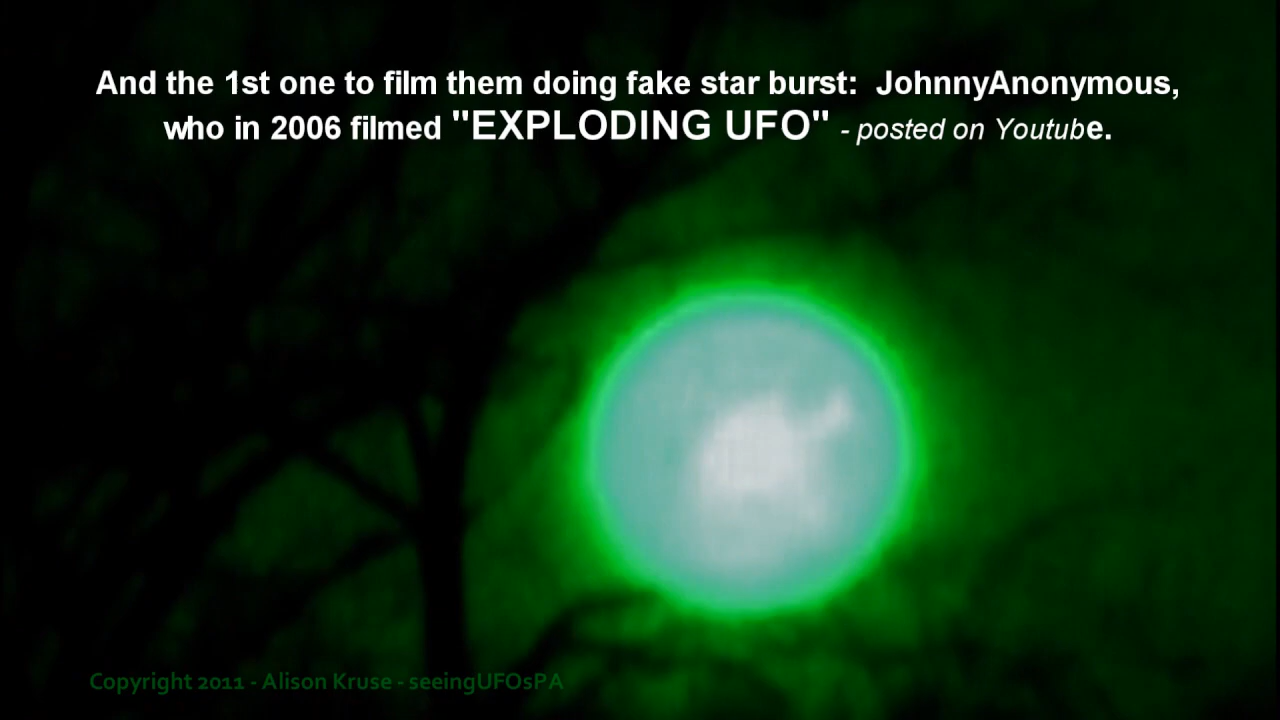 And the 1st one to film them doing fake star burst: JohnnyAnonymous,
who in 2006 filmed "EXPLODING UFO" - posted on Youtube.
Copyright 2011 - Alison Kruse - seeingUFOsPA